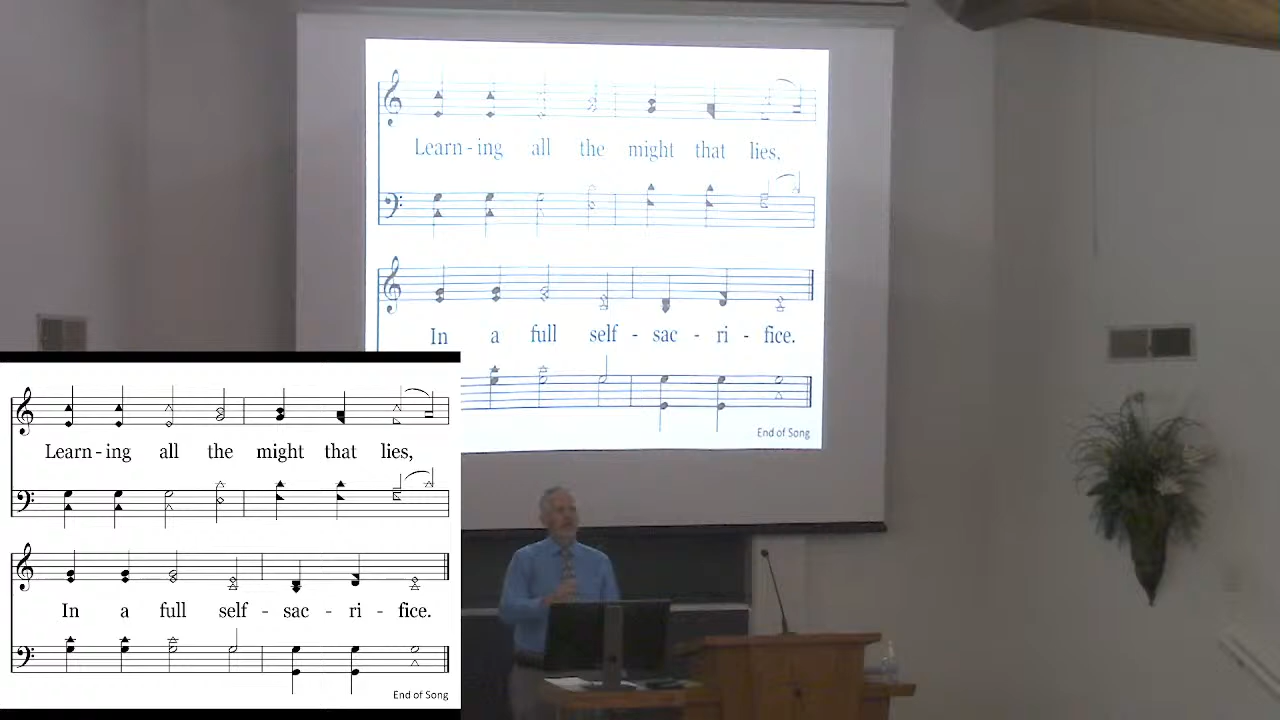 Learn - ing all the might that lies,
In a full self - sac - ri - fice.
End of Song
Learn - ing all the might that lies,
In a full self - sac - ri - fice.
End of Song